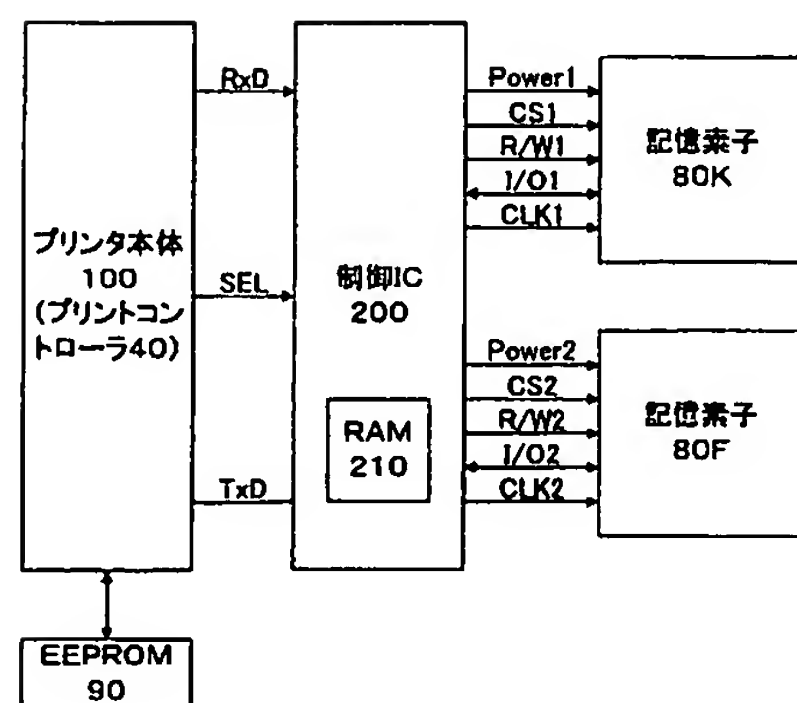 プリンタ本体
100
(プリントコン
トローラ40)
RxD
SEL
TxD
制御IC
200
RAM
210
Power1
CS1
R/W1
I/O1
CLK1
記憶素子
80K
Power2
CS2
R/W2
I/O2
CLK2
記憶素子
80F
EEPROM
90